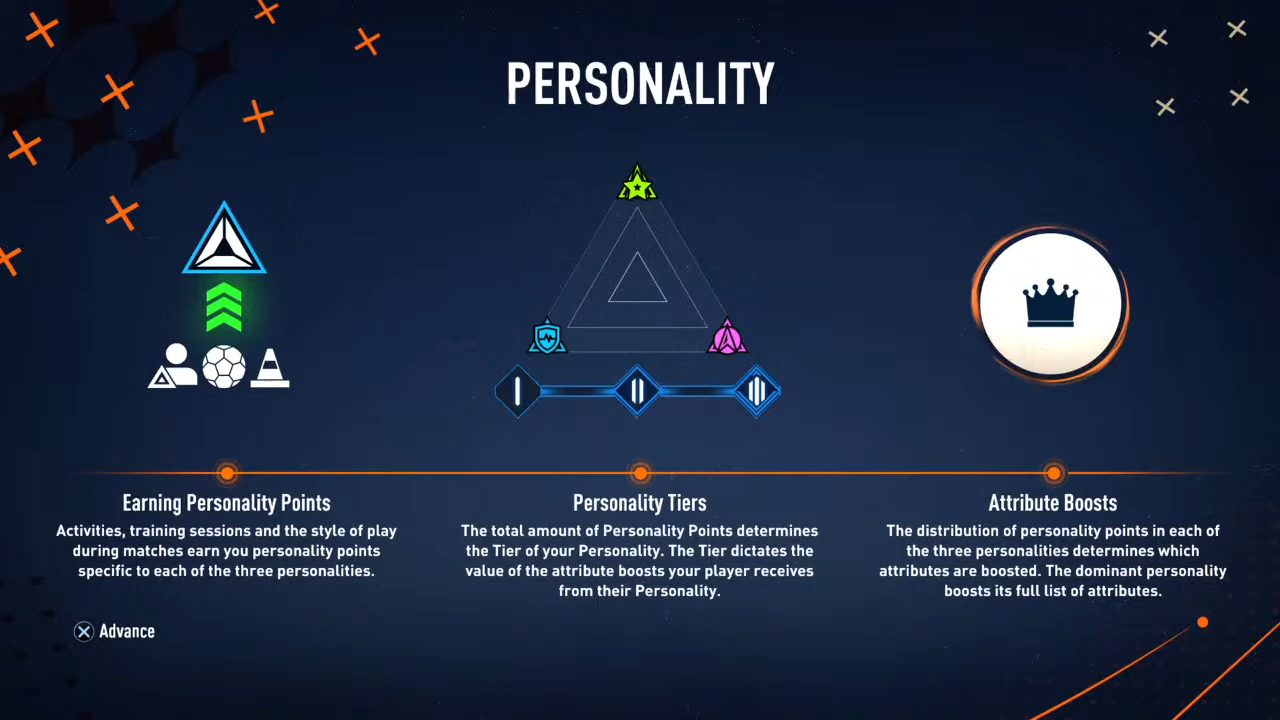 PERSONALITY
Earning Personality Points
Activities, training sessions and the style of play
during matches earn you personality points
specific to each of the three personalities.
Personality Tiers
The total amount of Personality Points determines
the Tier of your Personality. The Tier dictates the
value of the attribute boosts your player receives
from their Personality.
Attribute Boosts
The distribution of personality points in each of
the three personalities determines which
attributes are boosted. The dominant personality
boosts its full list of attributes.
Advance